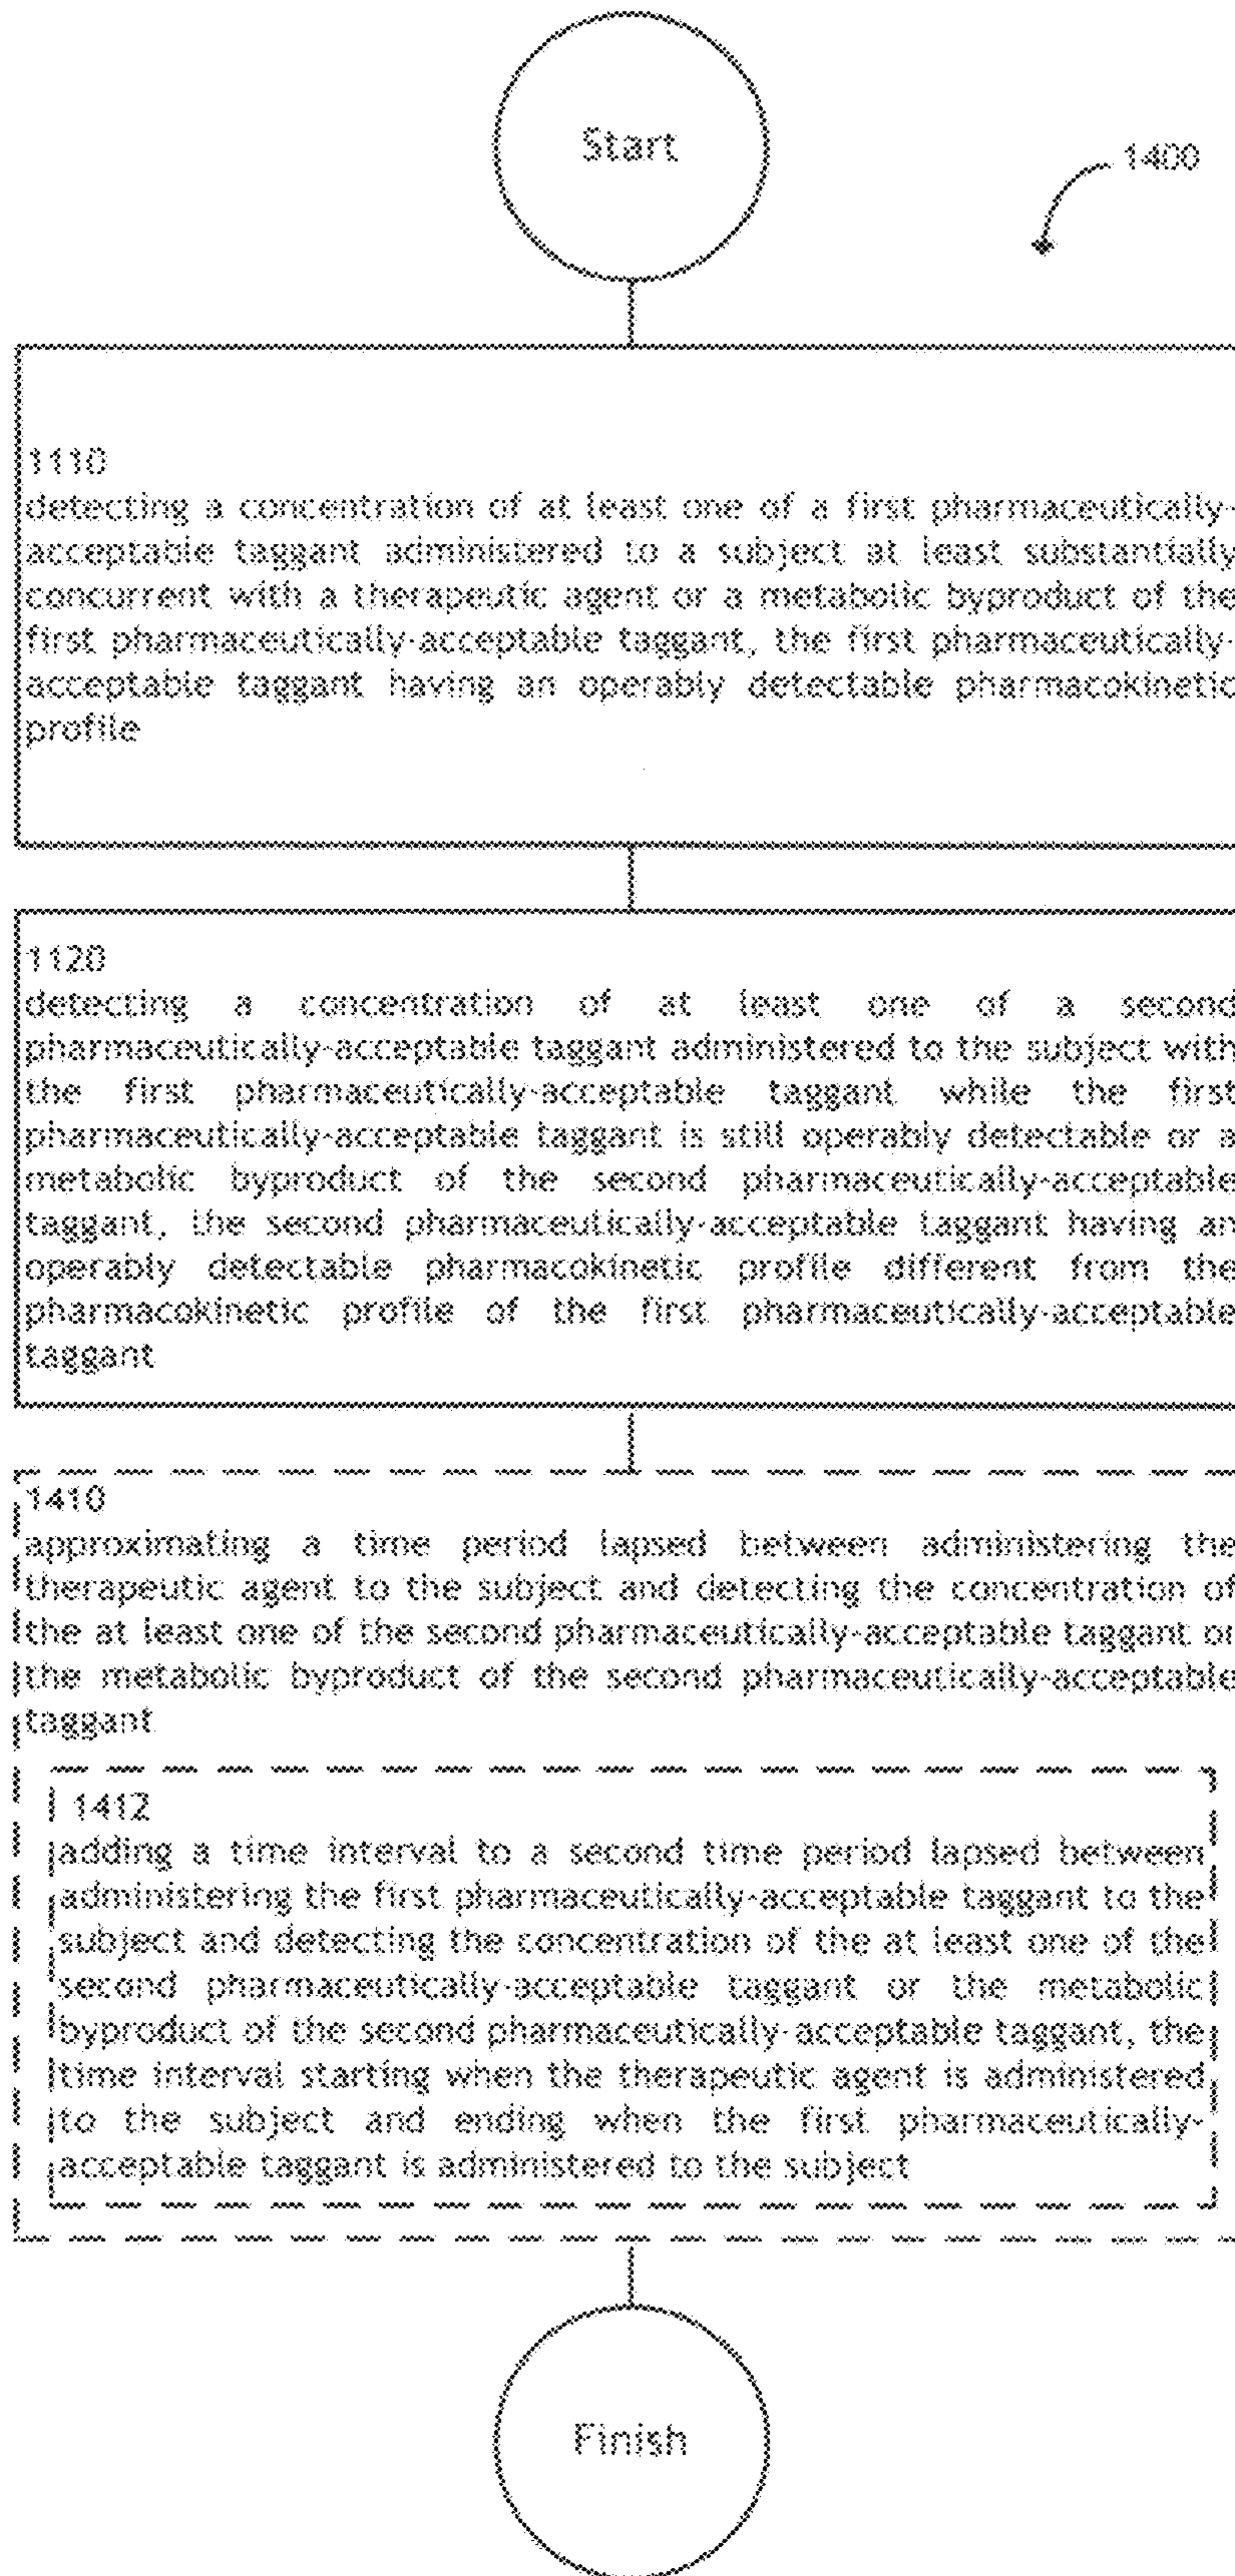 Start
1400
1110
detecting a concentration of at least one of a first pharmaceutically-
acceptable taggant administered to a subject at least substantially
concurrent with a therapeutic agent or a metabolic byproduct of the
first pharmaceutically-acceptable taggant, the first pharmaceutically-
acceptable taggant having an operably detectable pharmacokinetic
profile
1120
detecting a concentration of at least one of a second
pharmaceutically-acceptable taggant administered to the subject with
the first pharmaceutically-acceptable taggant while the first
pharmaceutically-acceptable taggant is still operably detectable or a
metabolic byproduct of the second pharmaceutically-acceptable
taggant, the second pharmaceutically-acceptable taggant having an
operably detectable pharmacokinetic profile different from the
pharmacokinetic profile of the first pharmaceutically-acceptable
taggant
1410
approximating a time period lapsed between administering the
therapeutic agent to the subject and detecting the concentration of
the at least one of the second pharmaceutically-acceptable taggant or
the metabolic byproduct of the second pharmaceutically-acceptable
taggant
1412
adding a time interval to a second time period lapsed between
administering the first pharmaceutically-acceptable taggant to the
subject and detecting the concentration of the at least one of the
second pharmaceutically-acceptable taggant or the metabolic
byproduct of the second pharmaceutically-acceptable taggant, the
time interval starting when the therapeutic agent is administered
to the subject and ending when the first pharmaceutically-
acceptable taggant is administered to the subject
Finish